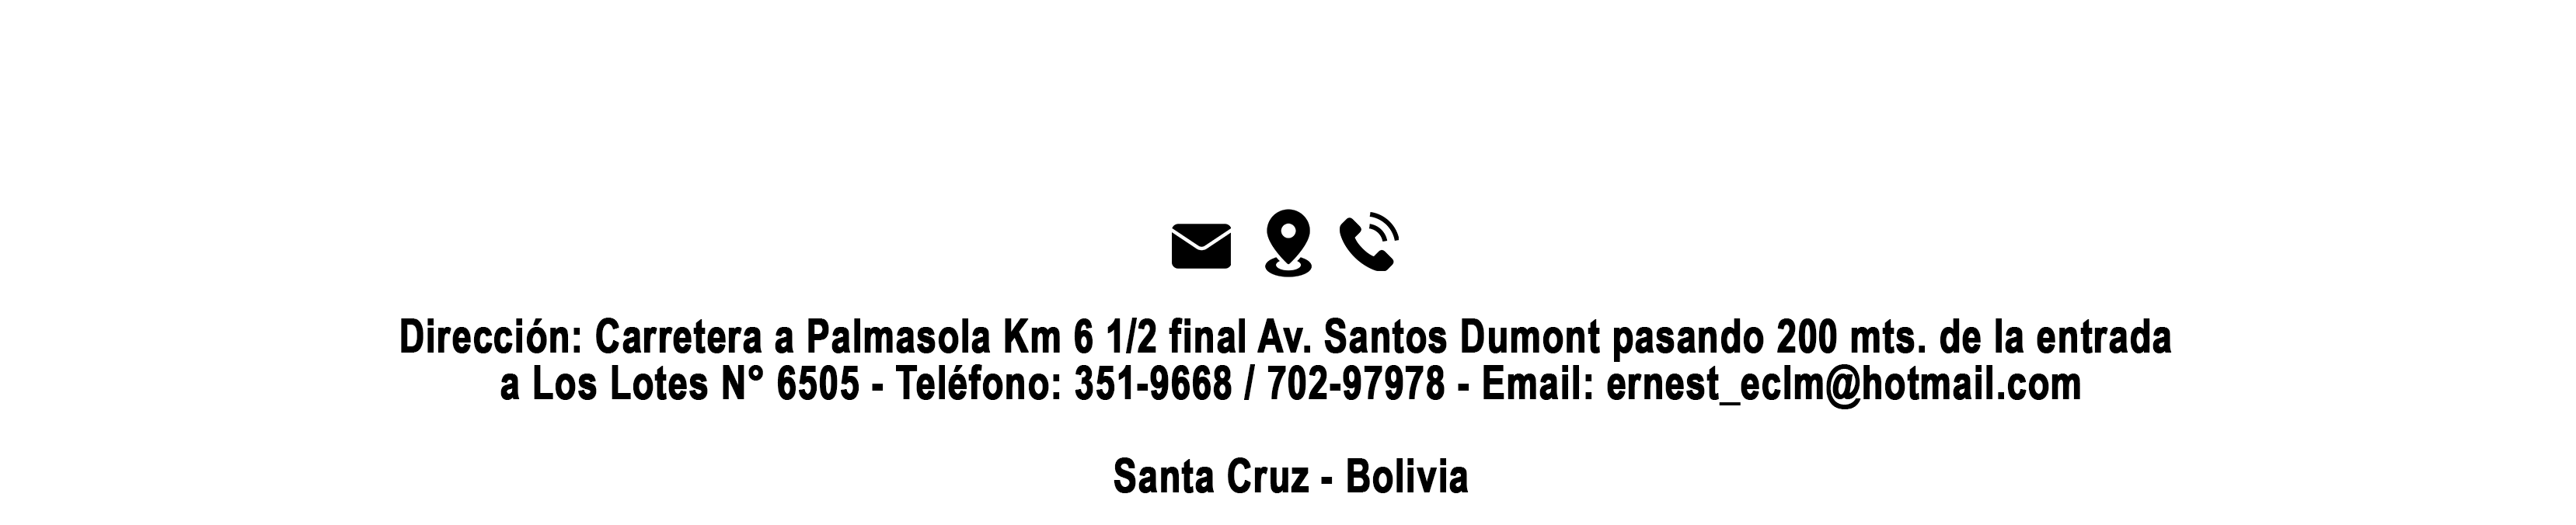 Dirección: Carretera a Palmasola Km 6 1/2 final Av. Santos Dumont pasando 200 mts. de la entrada
a Los Lotes N° 6505 - Teléfono: 351-9668 / 702-97978 - Email: ernest_eclm@hotmail.com
Santa Cruz - Bolivia